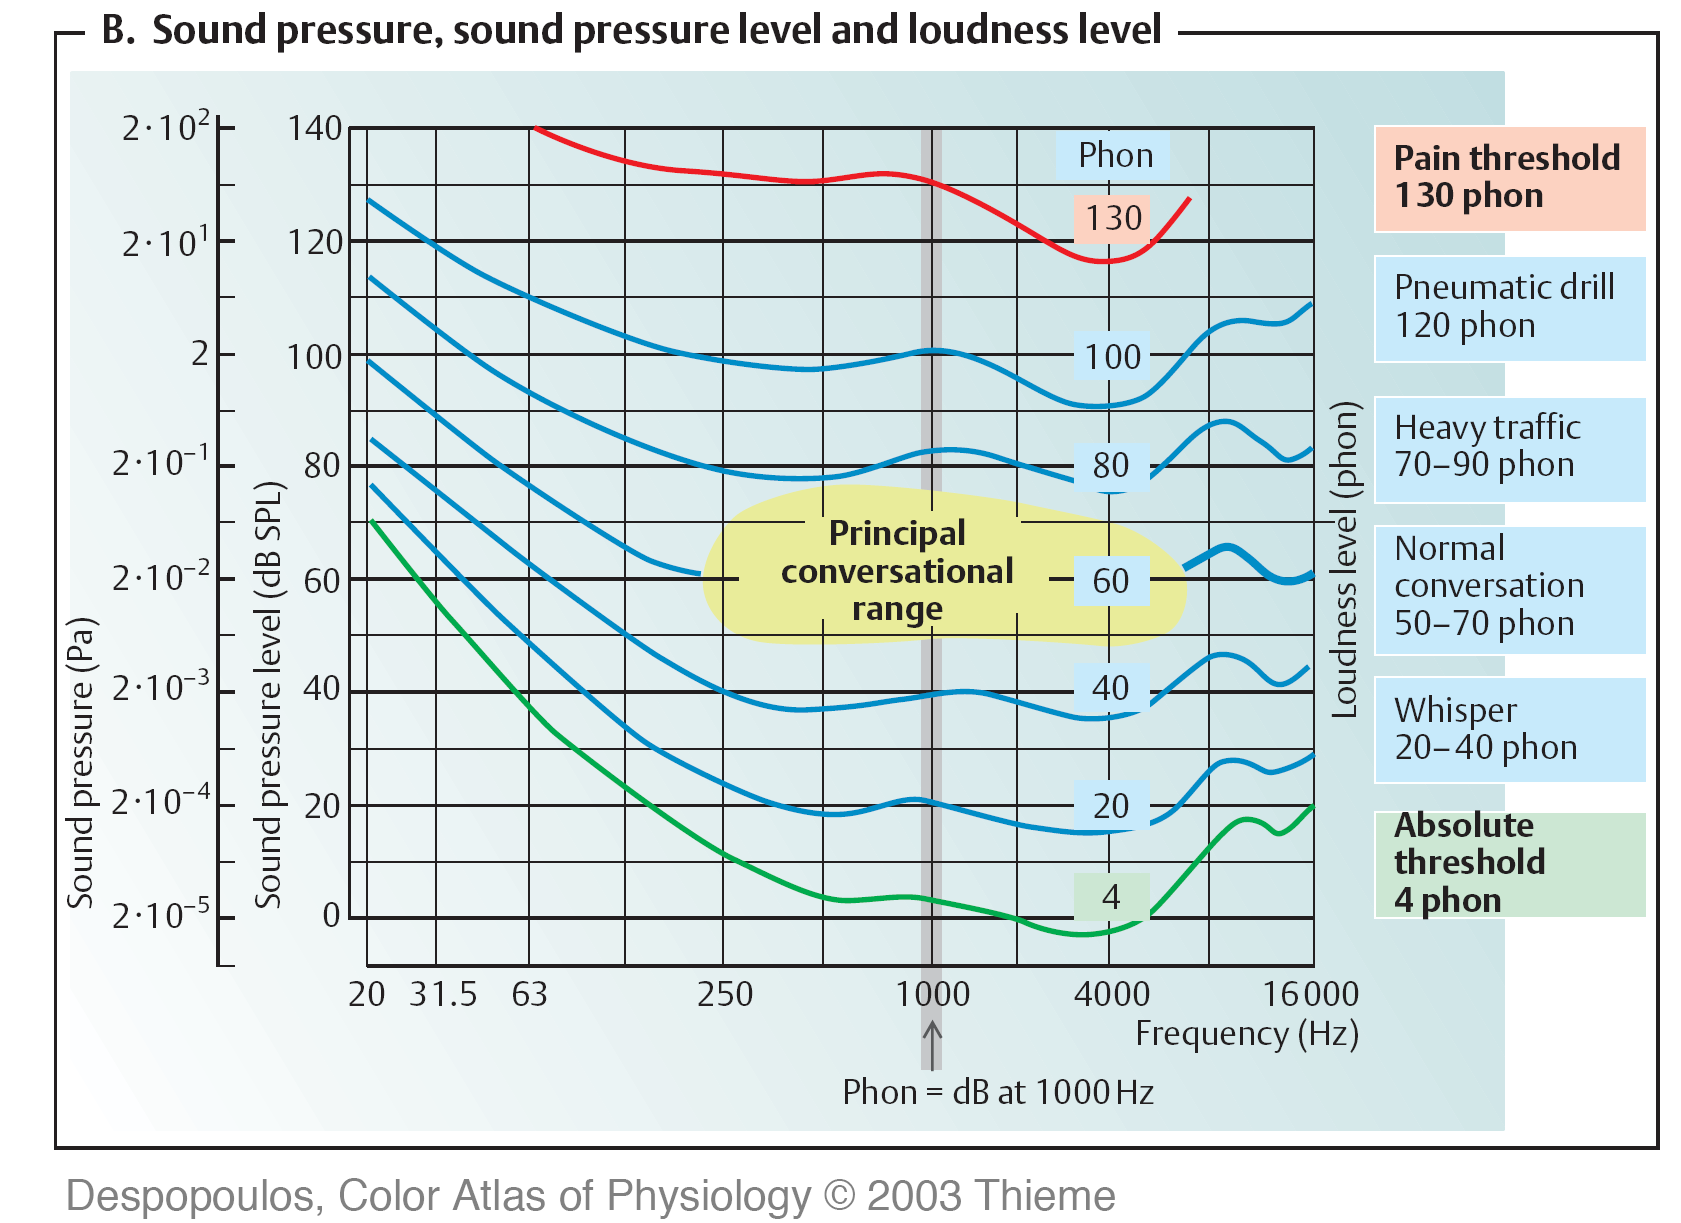 B. Sound pressure, sound pressure level and loudness level
2·10²
2·10¹
2
2·10⁻¹
2·10⁻²
2·10⁻³
2·10⁻⁴
2·10⁻⁵
Sound pressure (Pa)
140
120
100
80
60
40
20
0
Sound pressure level (dB SPL)
Phon
130
100
80
60
40
20
4
Principal
conversational
range
Loudness level (phon)
20 31.5 63 250 1000 4000 16000
Frequency (Hz)
Phon = dB at 1000 Hz
Pain threshold
130 phon
Pneumatic drill
120 phon
Heavy traffic
70–90 phon
Normal
conversation
50–70 phon
Whisper
20–40 phon
Absolute
threshold
4 phon
Despopoulos, Color Atlas of Physiology © 2003 Thieme